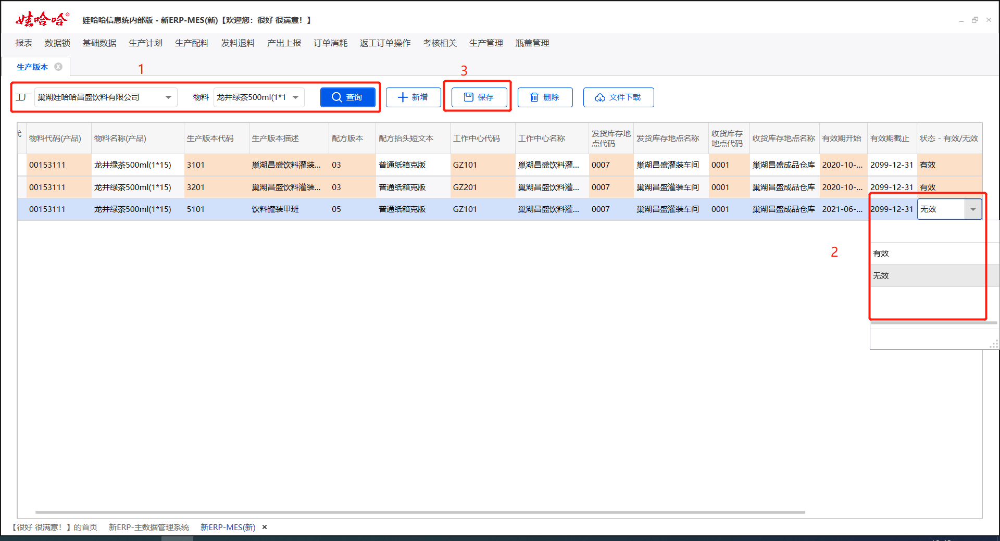 娃哈哈®
娃哈哈信息统内部版 - 新ERP-MES(新)【欢迎您：很好 很满意！】
报表 数据锁 基础数据 生产计划 生产配料 发料退料 产出上报 订单消耗 返工订单操作 考核相关 生产管理 瓶盖管理
生产版本
1
3
工厂 巢湖娃哈哈昌盛饮料有限公司 物料 龙井绿茶500ml(1*1 查询 新增 保存 删除 文件下载
物料代码(产品) 物料名称(产品) 生产版本代码 生产版本描述 配方版本 配方抬头短文本 工作中心代码 工作中心名称 发货库存地点代码 发货库存地点名称 收货库存地点代码 收货库存地点名称 有效期开始 有效期截止 状态 - 有效/无效
00153111 龙井绿茶500ml(1*15) 3101 巢湖昌盛饮料灌装... 03 普通纸箱克版 GZ101 巢湖昌盛饮料灌... 0007 巢湖昌盛灌装车间 0001 巢湖昌盛成品仓库 2020-10-... 2099-12-31 有效
00153111 龙井绿茶500ml(1*15) 3201 巢湖昌盛饮料灌装... 03 普通纸箱克版 GZ201 巢湖昌盛饮料灌... 0007 巢湖昌盛灌装车间 0001 巢湖昌盛成品仓库 2020-10-... 2099-12-31 有效
00153111 龙井绿茶500ml(1*15) 5101 饮料罐装甲班 05 普通纸箱克版 GZ101 巢湖昌盛饮料灌... 0007 巢湖昌盛灌装车间 0001 巢湖昌盛成品仓库 2021-06-... 2099-12-31 无效
2
有效
无效
【很好 很满意！】的首页 新ERP-主数据管理系统 新ERP-MES(新)